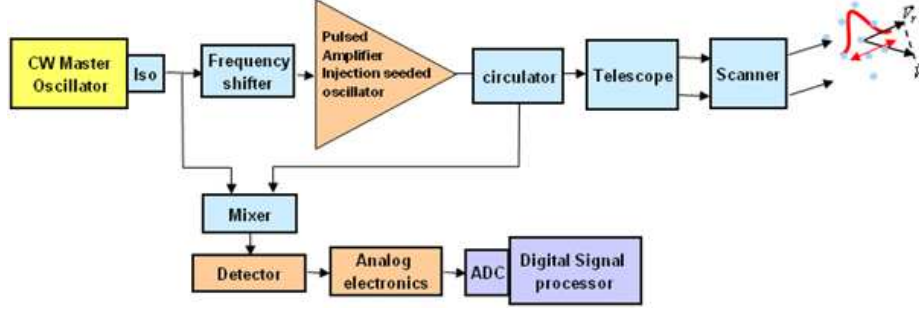 CW Master
Oscillator
Iso
Frequency
shifter
Pulsed
Amplifier
Injection seeded
oscillator
circulator
Telescope
Scanner
Mixer
Detector
Analog
electronics
ADC
Digital Signal
processor